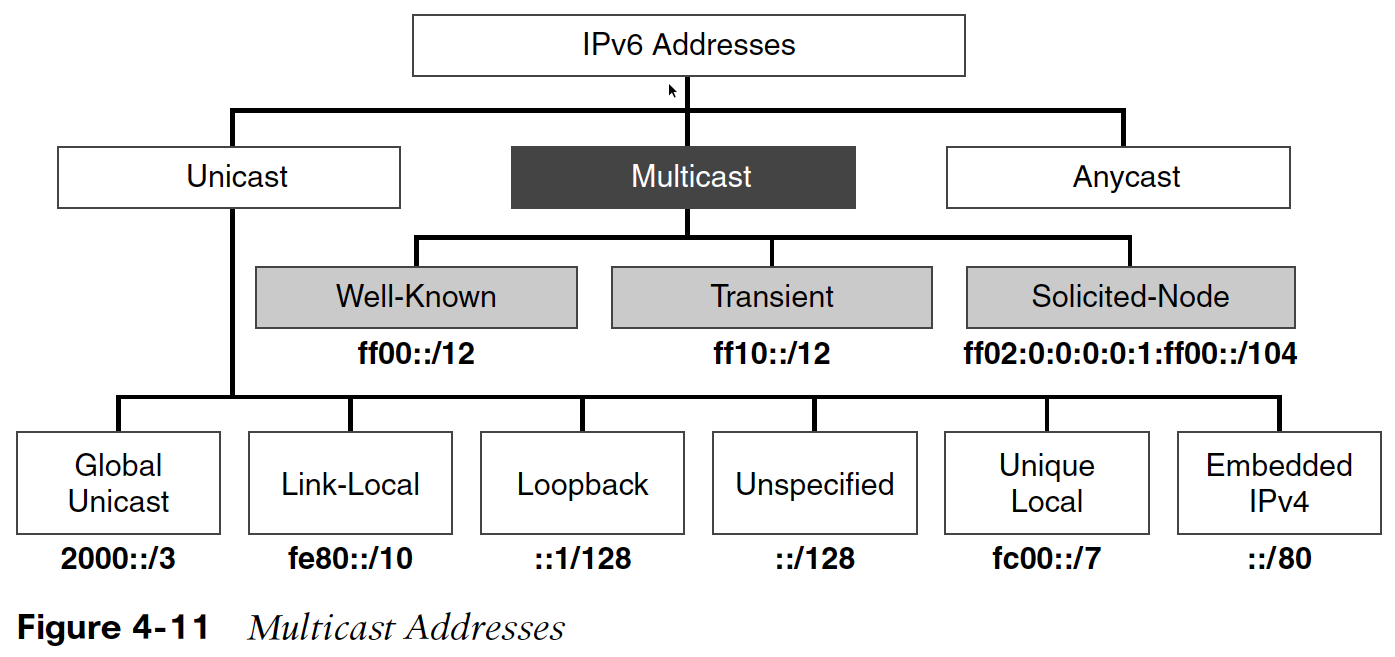 IPv6 Addresses
Unicast
Multicast
Anycast
Well-Known
Transient
Solicited-Node
ff00::/12
ff10::/12
ff02:0:0:0:0:1:ff00::/104
Global
Unicast
Link-Local
Loopback
Unspecified
Unique
Local
Embedded
IPv4
2000::/3
fe80::/10
::1/128
::/128
fc00::/7
::/80
Figure 4-11 Multicast Addresses